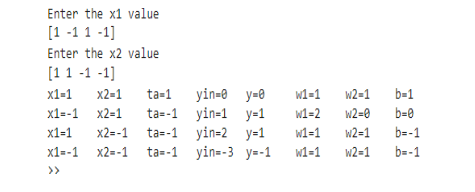 Enter the x1 value
[1 -1 1 -1]
Enter the x2 value
[1 1 -1 -1]
x1=1 x2=1 ta=1 yin=0 y=0 w1=1 w2=1 b=1
x1=-1 x2=1 ta=-1 yin=1 y=1 w1=2 w2=0 b=0
x1=1 x2=-1 ta=-1 yin=2 y=1 w1=1 w2=1 b=-1
x1=-1 x2=-1 ta=-1 yin=-3 y=-1 w1=1 w2=1 b=-1
>>